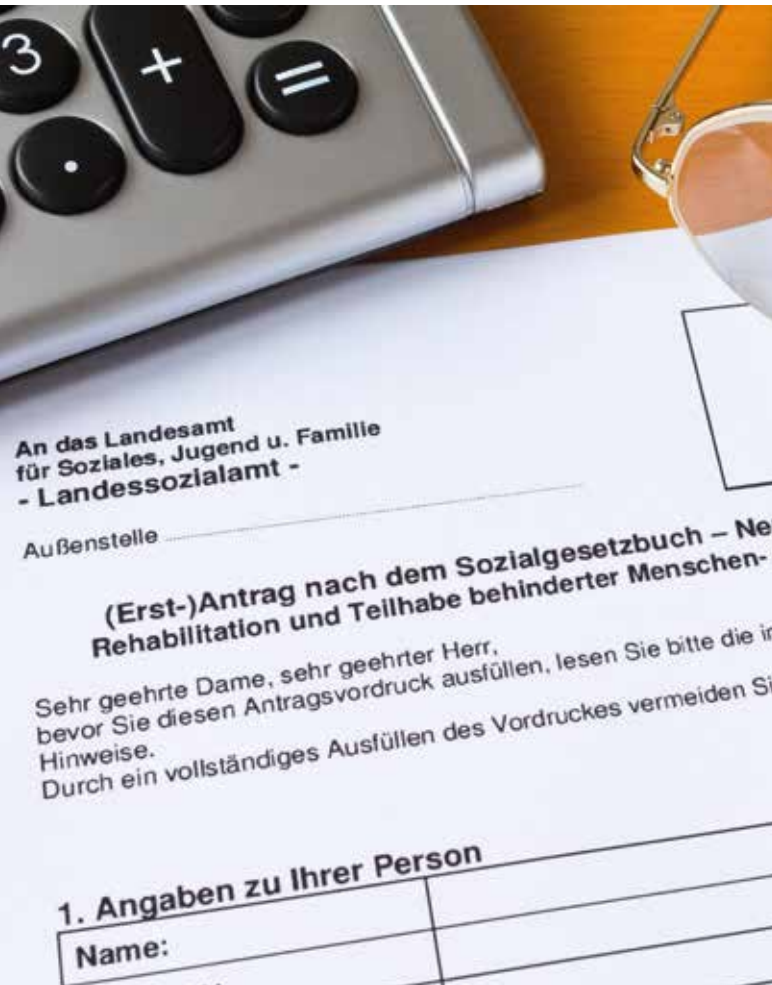 3
+
=
.
An das Landesamt
für Soziales, Jugend u. Familie
- Landessozialamt -
Außenstelle
(Erst-)Antrag nach dem Sozialgesetzbuch – Ne
Rehabilitation und Teilhabe behinderter Menschen-
Sehr geehrte Dame, sehr geehrter Herr,
bevor Sie diesen Antragsvordruck ausfüllen, lesen Sie bitte die in
Hinweise.
Durch ein vollständiges Ausfüllen des Vordruckes vermeiden Si
1. Angaben zu Ihrer Person
Name: